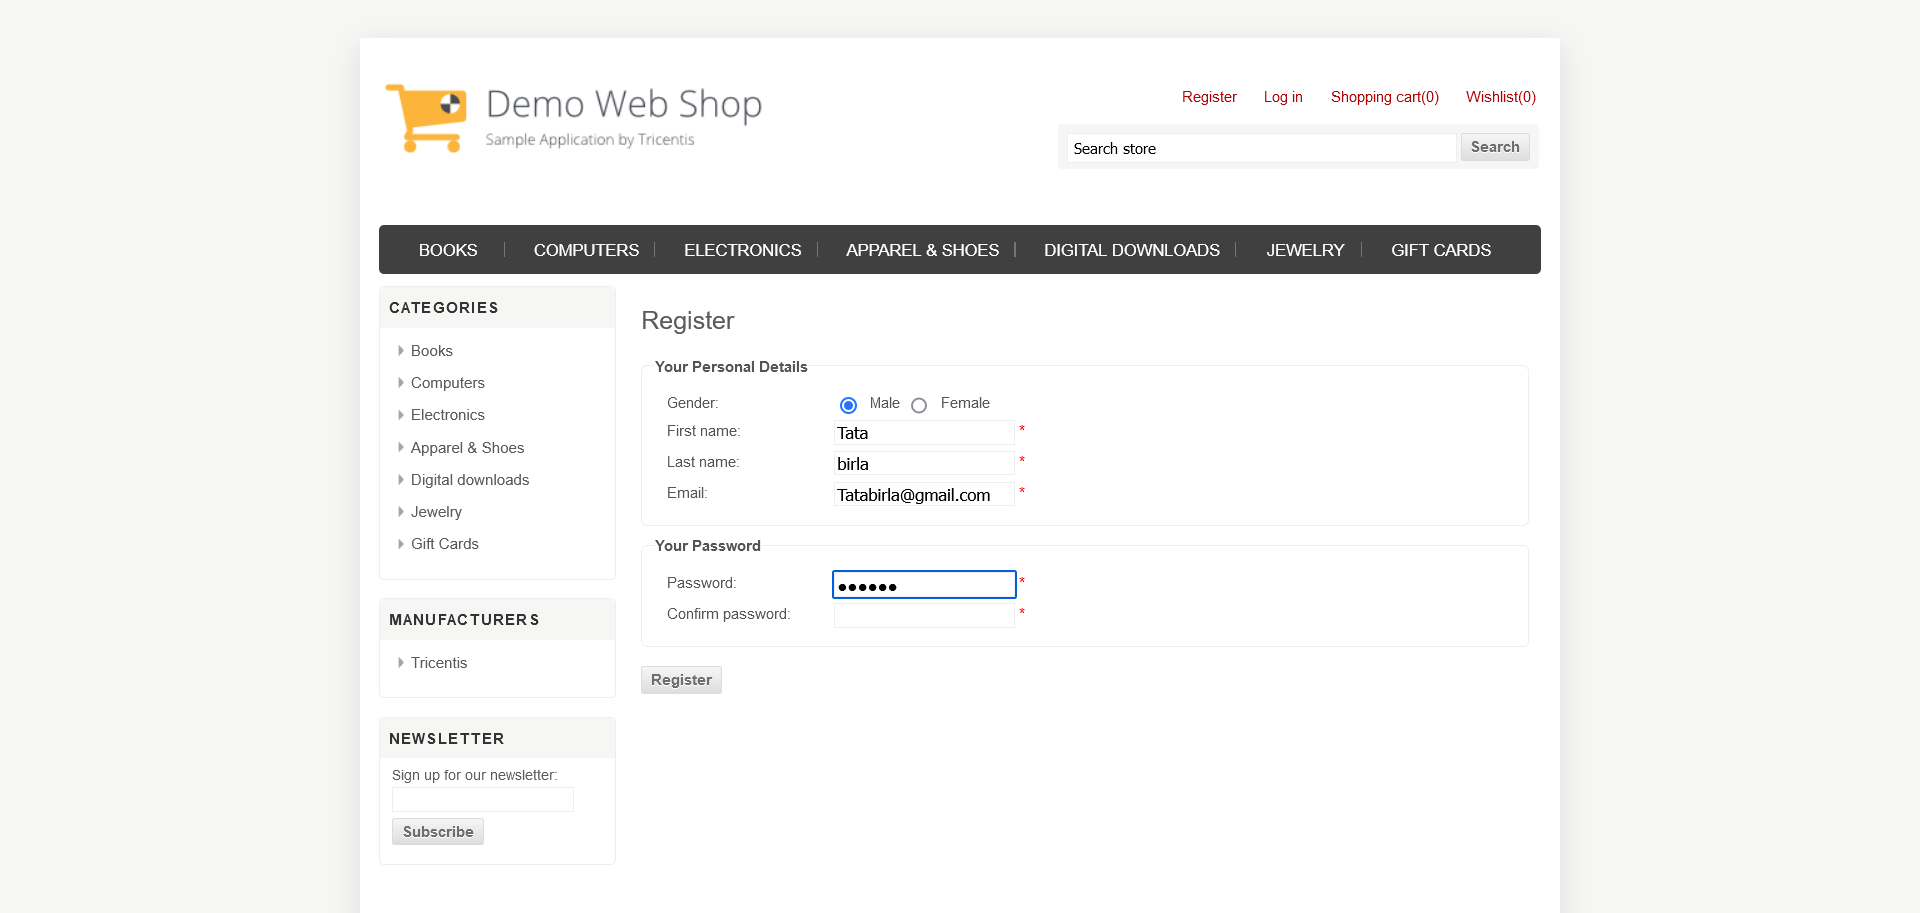 Demo Web Shop
Sample Application by Tricentis
Register Log in Shopping cart(0) Wishlist(0)
Search store Search
BOOKS COMPUTERS ELECTRONICS APPAREL & SHOES DIGITAL DOWNLOADS JEWELRY GIFT CARDS
CATEGORIES
Books
Computers
Electronics
Apparel & Shoes
Digital downloads
Jewelry
Gift Cards
MANUFACTURERS
Tricentis
NEWSLETTER
Sign up for our newsletter:
Subscribe
Register
Your Personal Details
Gender: Male Female
First name: Tata *
Last name: birla *
Email: Tatabirla@gmail.com *
Your Password
Password: •••••• *
Confirm password: *
Register